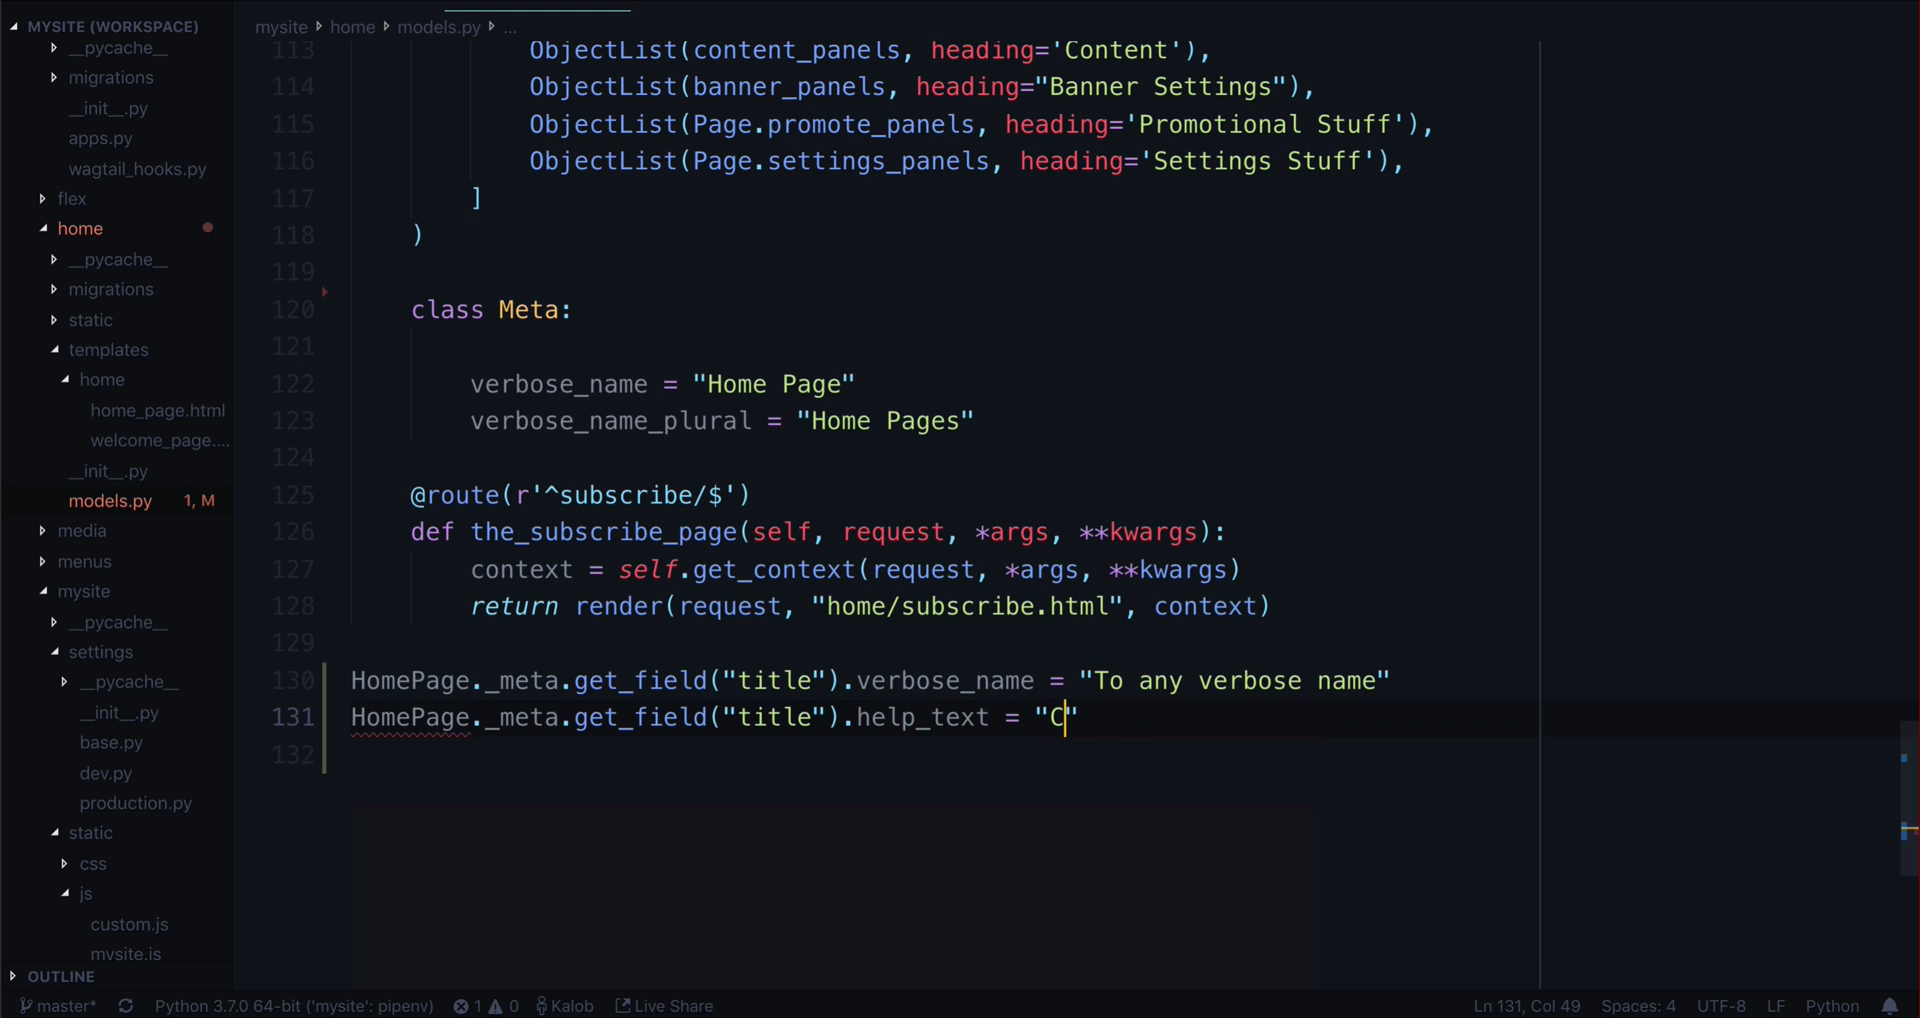 MYSITE (WORKSPACE)
__pycache__
migrations
__init__.py
apps.py
wagtail_hooks.py
flex
home
__pycache__
migrations
static
templates
home
home_page.html
welcome_page....
__init__.py
models.py 1, M
media
menus
mysite
__pycache__
settings
__pycache__
__init__.py
base.py
dev.py
production.py
static
css
js
custom.js
mysite.js
OUTLINE
mysite home models.py ...
113 ObjectList(content_panels, heading='Content'),
114 ObjectList(banner_panels, heading="Banner Settings"),
115 ObjectList(Page.promote_panels, heading='Promotional Stuff'),
116 ObjectList(Page.settings_panels, heading='Settings Stuff'),
117 ]
118 )
119
120 class Meta:
121
122 verbose_name = "Home Page"
123 verbose_name_plural = "Home Pages"
124
125 @route(r'^subscribe/$')
126 def the_subscribe_page(self, request, *args, **kwargs):
127 context = self.get_context(request, *args, **kwargs)
128 return render(request, "home/subscribe.html", context)
129
130 HomePage._meta.get_field("title").verbose_name = "To any verbose name"
131 HomePage._meta.get_field("title").help_text = "C"
132
master* Python 3.7.0 64-bit ('mysite': pipenv) 1 0 Kalob Live Share Ln 131, Col 49 Spaces: 4 UTF-8 LF Python